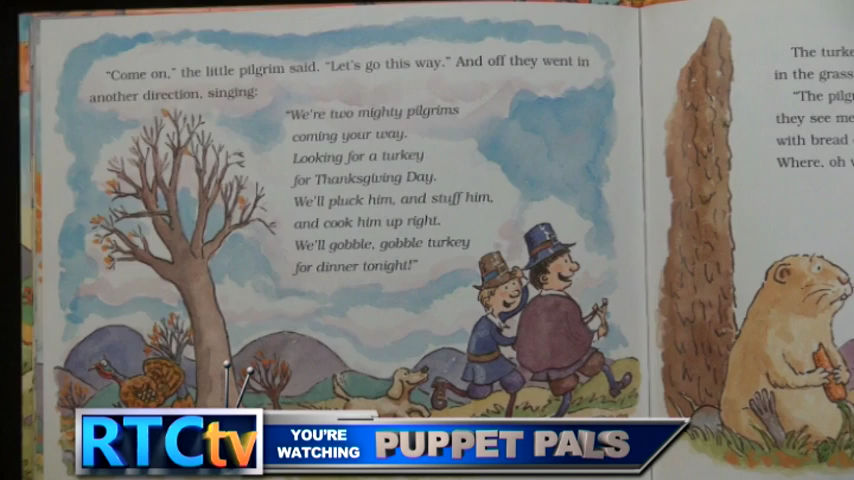 "Come on," the little pilgrim said. "Let's go this way." And off they went in
another direction, singing:
"We're two mighty pilgrims
coming your way.
Looking for a turkey
for Thanksgiving Day.
We'll pluck him, and stuff him,
and cook him up right.
We'll gobble, gobble turkey
for dinner tonight!"
The turke
in the grass
"The pilg
they see me
with bread
Where, oh
RTCtv
YOU'RE
WATCHING
PUPPET PALS